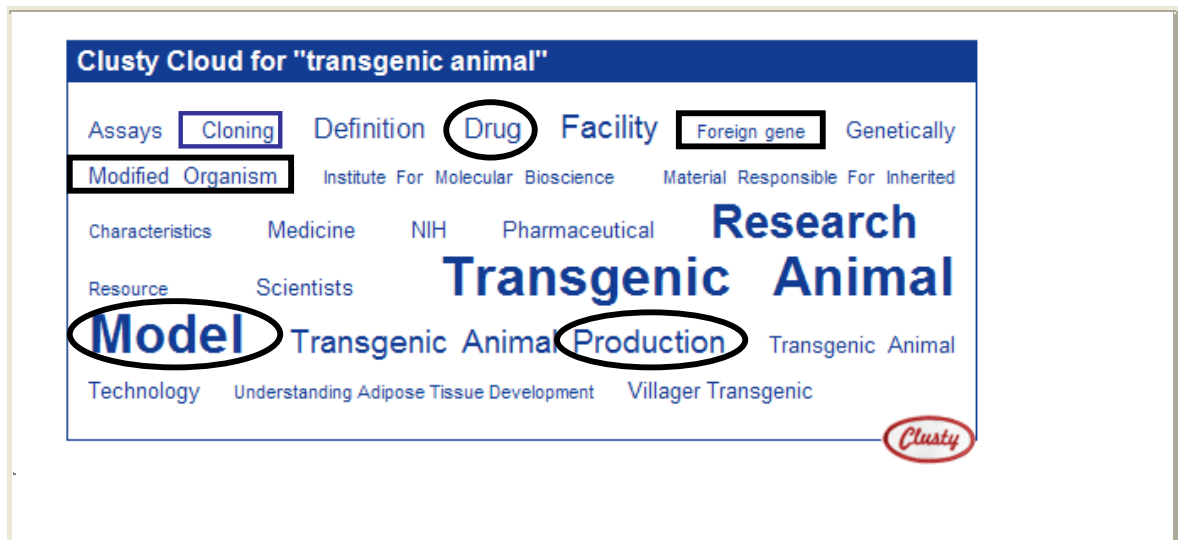 Clusty Cloud for "transgenic animal"
Assays Cloning Definition Drug Facility Foreign gene Genetically
Modified Organism Institute For Molecular Bioscience Material Responsible For Inherited
Characteristics Medicine NIH Pharmaceutical Research
Resource Scientists Transgenic Animal
Model Transgenic Animal Production Transgenic Animal
Technology Understanding Adipose Tissue Development Villager Transgenic
Clusty